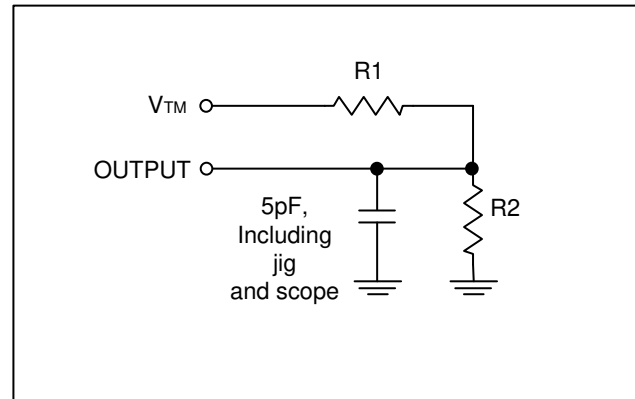 R1
VTM
OUTPUT
5pF,
Including
jig
and scope
R2